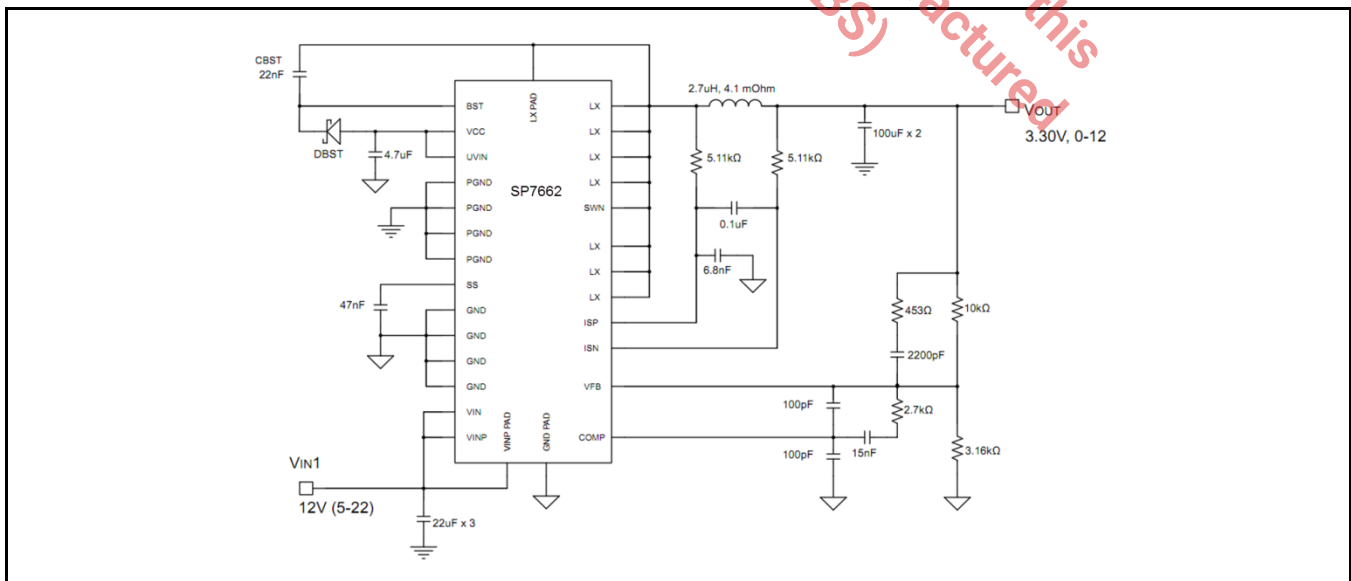 this
actured
BS)
CBST
22nF
DBST
4.7uF
47nF
VIN1
12V (5-22)
22uF x 3
BST
VCC
UVIN
PGND
PGND
PGND
PGND
SS
GND
GND
GND
GND
VIN
VINP
LX PAD
SP7662
VINP PAD
GND PAD
LX
LX
LX
LX
SWN
LX
LX
LX
ISP
ISN
VFB
COMP
2.7uH, 4.1 mOhm
5.11kΩ
5.11kΩ
0.1uF
6.8nF
100uF x 2
VOUT
3.30V, 0-12
453Ω
10kΩ
2200pF
100pF
2.7kΩ
100pF
15nF
3.16kΩ